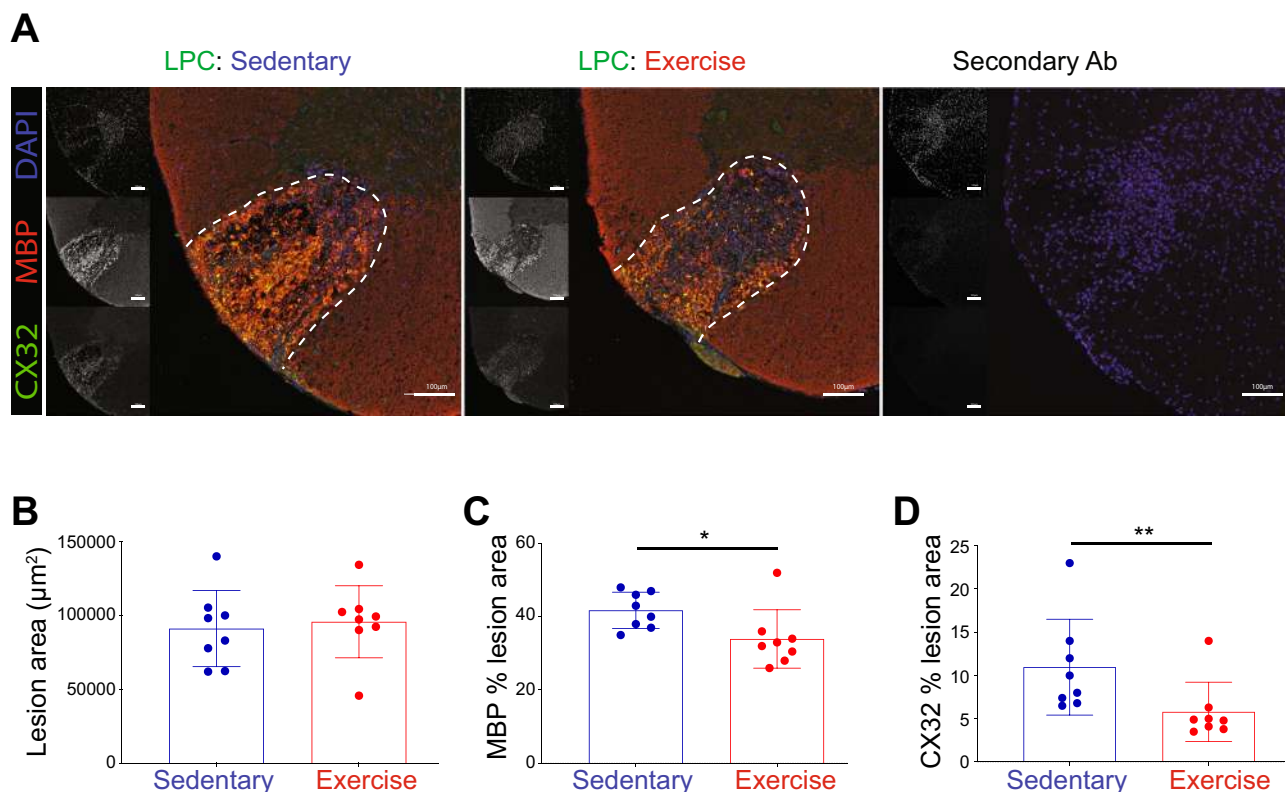 A
LPC: Sedentary
LPC: Exercise
Secondary Ab
DAPI
MBP
CX32
100µm
100µm
100µm
B
Lesion area (µm²)
150000
100000
50000
0
Sedentary
Exercise
C
MBP % lesion area
60
40
20
0
*
Sedentary
Exercise
D
CX32 % lesion area
25
20
15
10
5
0
**
Sedentary
Exercise